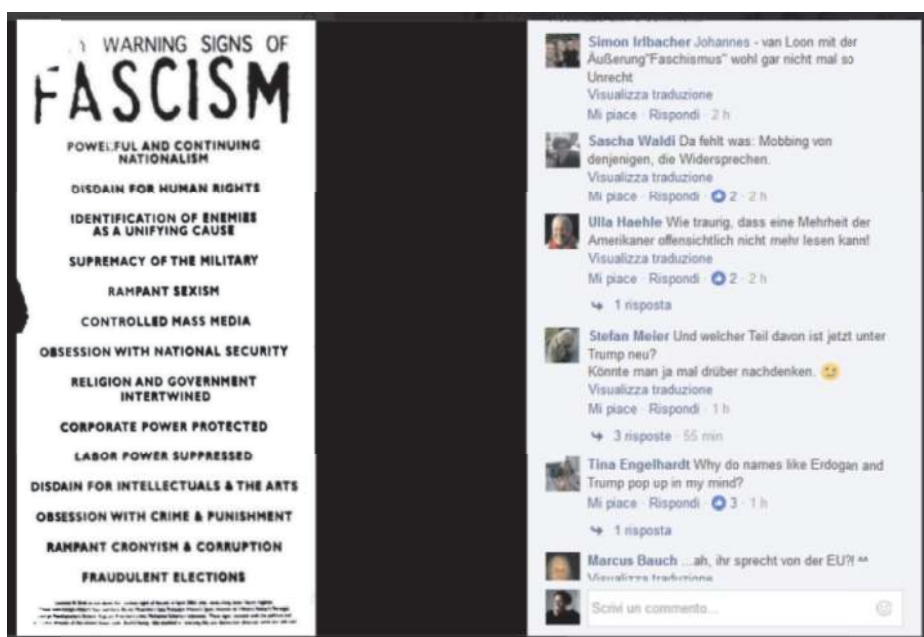 WARNING SIGNS OF
FASCISM
POWERFUL AND CONTINUING
NATIONALISM
DISDAIN FOR HUMAN RIGHTS
IDENTIFICATION OF ENEMIES
AS A UNIFYING CAUSE
SUPREMACY OF THE MILITARY
RAMPANT SEXISM
CONTROLLED MASS MEDIA
OBSESSION WITH NATIONAL SECURITY
RELIGION AND GOVERNMENT
INTERTWINED
CORPORATE POWER PROTECTED
LABOR POWER SUPPRESSED
DISDAIN FOR INTELLECTUALS & THE ARTS
OBSESSION WITH CRIME & PUNISHMENT
RAMPANT CRONYISM & CORRUPTION
FRAUDULENT ELECTIONS
Simon Irlbacher Johannes - van Loon mit der
Äußerung"Faschismus" wohl gar nicht mal so
Unrecht
Visualizza traduzione
Mi piace · Rispondi · 2 h
Sascha Waldi Da fehlt was: Mobbing von
denjenigen, die Widersprechen.
Visualizza traduzione
Mi piace · Rispondi · 2 · 2 h
Ulla Haehle Wie traurig, dass eine Mehrheit der
Amerikaner offensichtlich nicht mehr lesen kann!
Visualizza traduzione
Mi piace · Rispondi · 2 · 2 h
1 risposta
Stefan Meier Und welcher Teil davon ist jetzt unter
Trump neu?
Könnte man ja mal drüber nachdenken. 😉
Visualizza traduzione
Mi piace · Rispondi · 1 h
3 risposte · 55 min
Tina Engelhardt Why do names like Erdogan and
Trump pop up in my mind?
Mi piace · Rispondi · 3 · 1 h
1 risposta
Marcus Bauch ...ah, ihr sprecht von der EU?! ^^
Visualizza traduzione
Scrivi un commento...